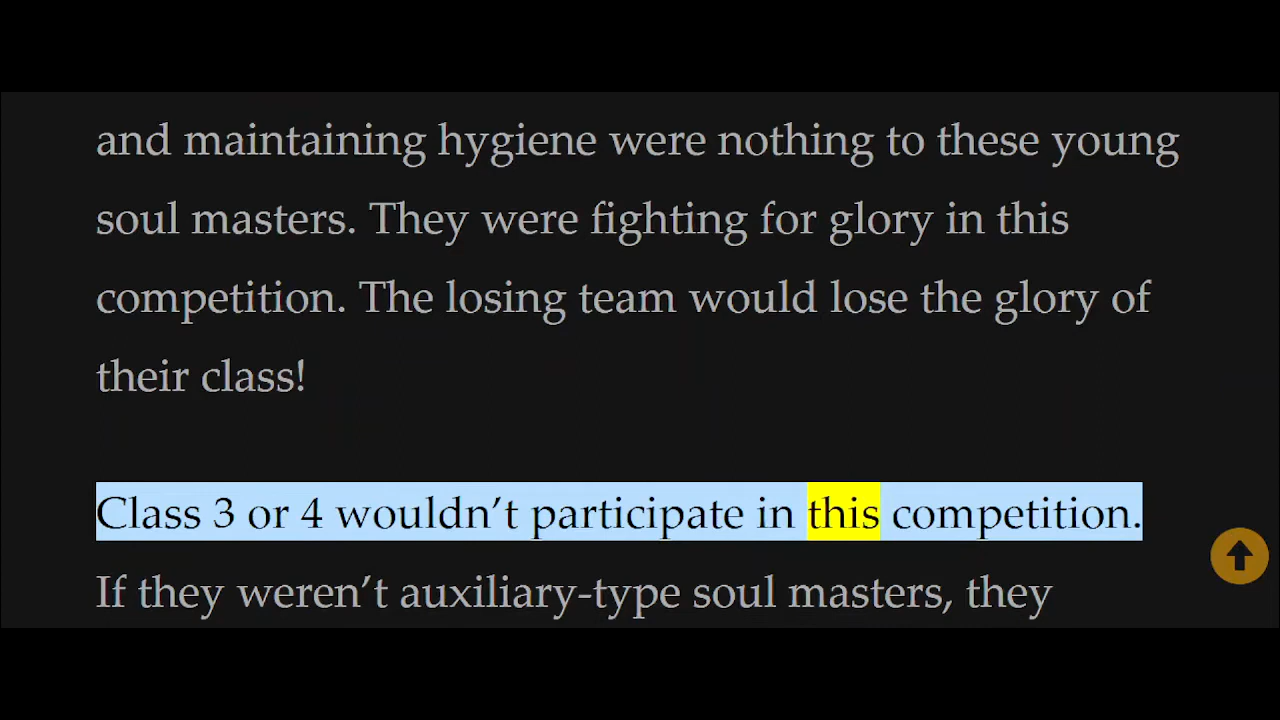 and maintaining hygiene were nothing to these young
soul masters. They were fighting for glory in this
competition. The losing team would lose the glory of
their class!
Class 3 or 4 wouldn’t participate in this competition.
If they weren’t auxiliary-type soul masters, they